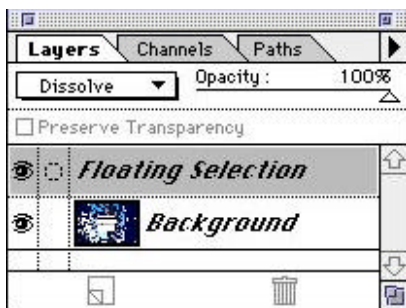 Layers Channels Paths
Dissolve Opacity: 100%
Preserve Transparency
Floating Selection
Background